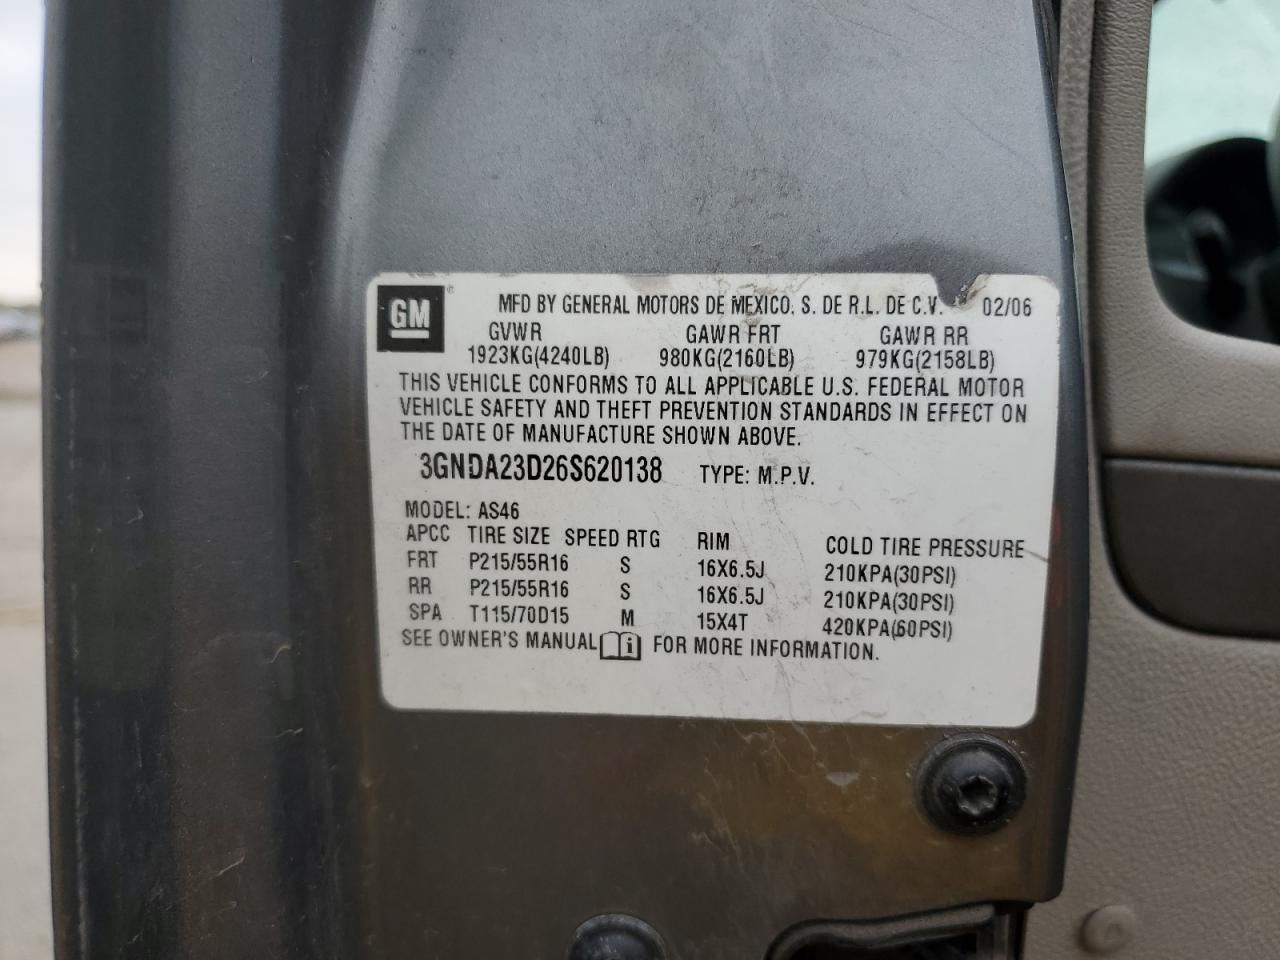 GM
MFD BY GENERAL MOTORS DE MEXICO, S. DE R.L. DE C.V. 02/06
GVWR GAWR FRT GAWR RR
1923KG(4240LB) 980KG(2160LB) 979KG(2158LB)
THIS VEHICLE CONFORMS TO ALL APPLICABLE U.S. FEDERAL MOTOR
VEHICLE SAFETY AND THEFT PREVENTION STANDARDS IN EFFECT ON
THE DATE OF MANUFACTURE SHOWN ABOVE.
3GNDA23D26S620138 TYPE: M.P.V.
MODEL: AS46
APCC TIRE SIZE SPEED RTG RIM COLD TIRE PRESSURE
FRT P215/55R16 S 16X6.5J 210KPA(30PSI)
RR P215/55R16 S 16X6.5J 210KPA(30PSI)
SPA T115/70D15 M 15X4T 420KPA(60PSI)
SEE OWNER'S MANUAL i FOR MORE INFORMATION.